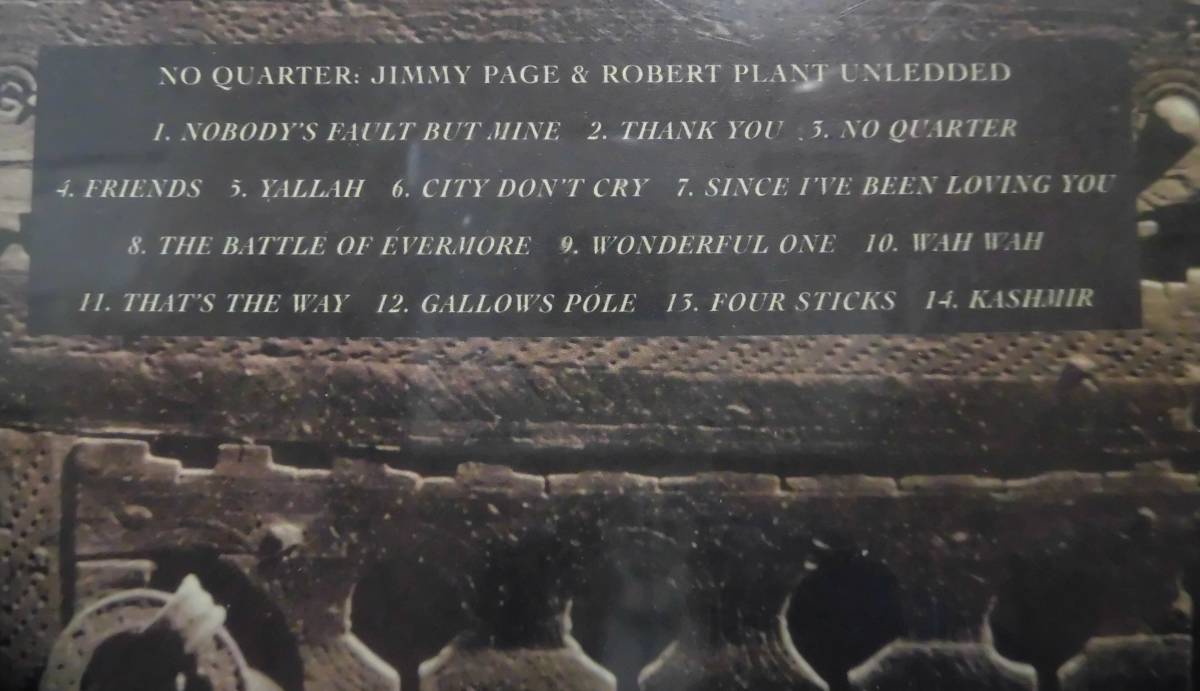 NO QUARTER: JIMMY PAGE & ROBERT PLANT UNLEDDED
1. NOBODY'S FAULT BUT MINE 2. THANK YOU 3. NO QUARTER
4. FRIENDS 5. YALLAH 6. CITY DON'T CRY 7. SINCE I'VE BEEN LOVING YOU
8. THE BATTLE OF EVERMORE 9. WONDERFUL ONE 10. WAH WAH
11. THAT'S THE WAY 12. GALLOWS POLE 13. FOUR STICKS 14. KASHMIR